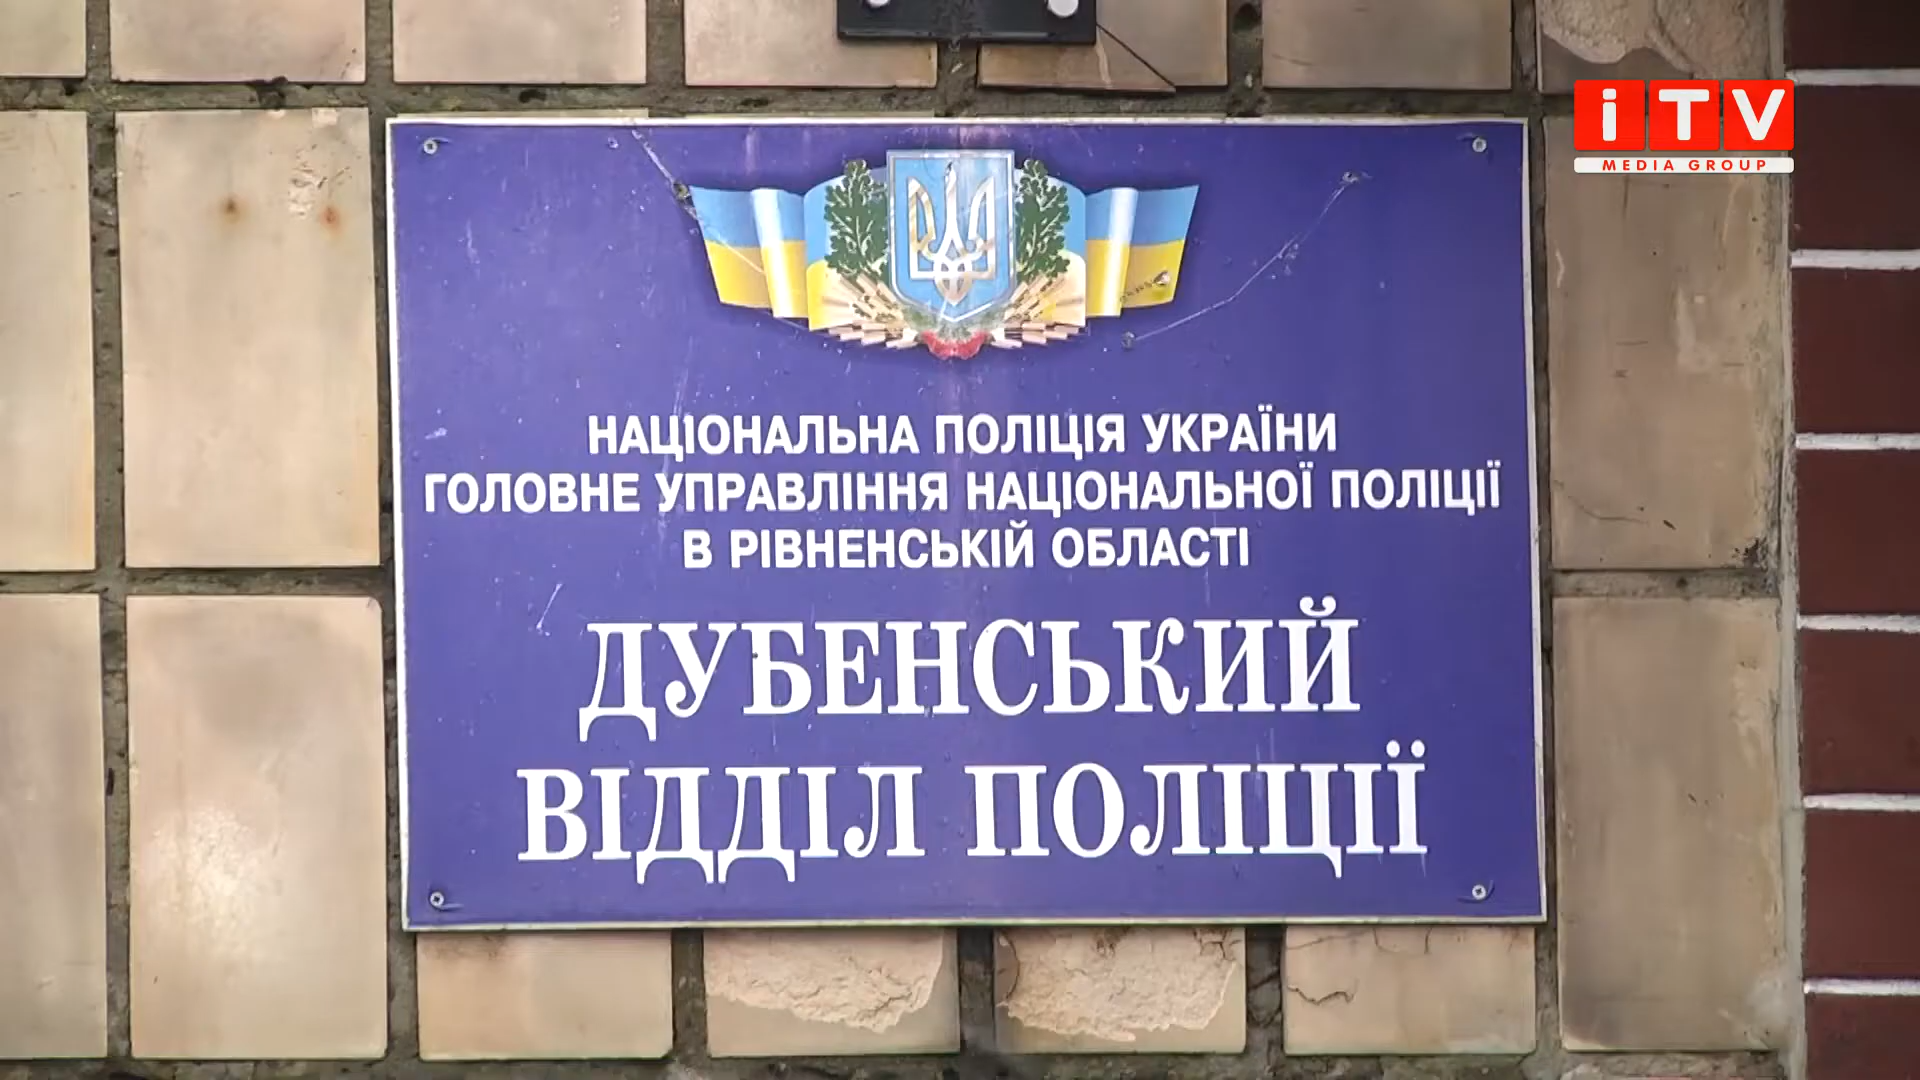 iTV
MEDIA GROUP
НАЦІОНАЛЬНА ПОЛІЦІЯ УКРАЇНИ
ГОЛОВНЕ УПРАВЛІННЯ НАЦІОНАЛЬНОЇ ПОЛІЦІЇ
В РІВНЕНСЬКІЙ ОБЛАСТІ
ДУБЕНСЬКИЙ
ВІДДІЛ ПОЛІЦІЇ